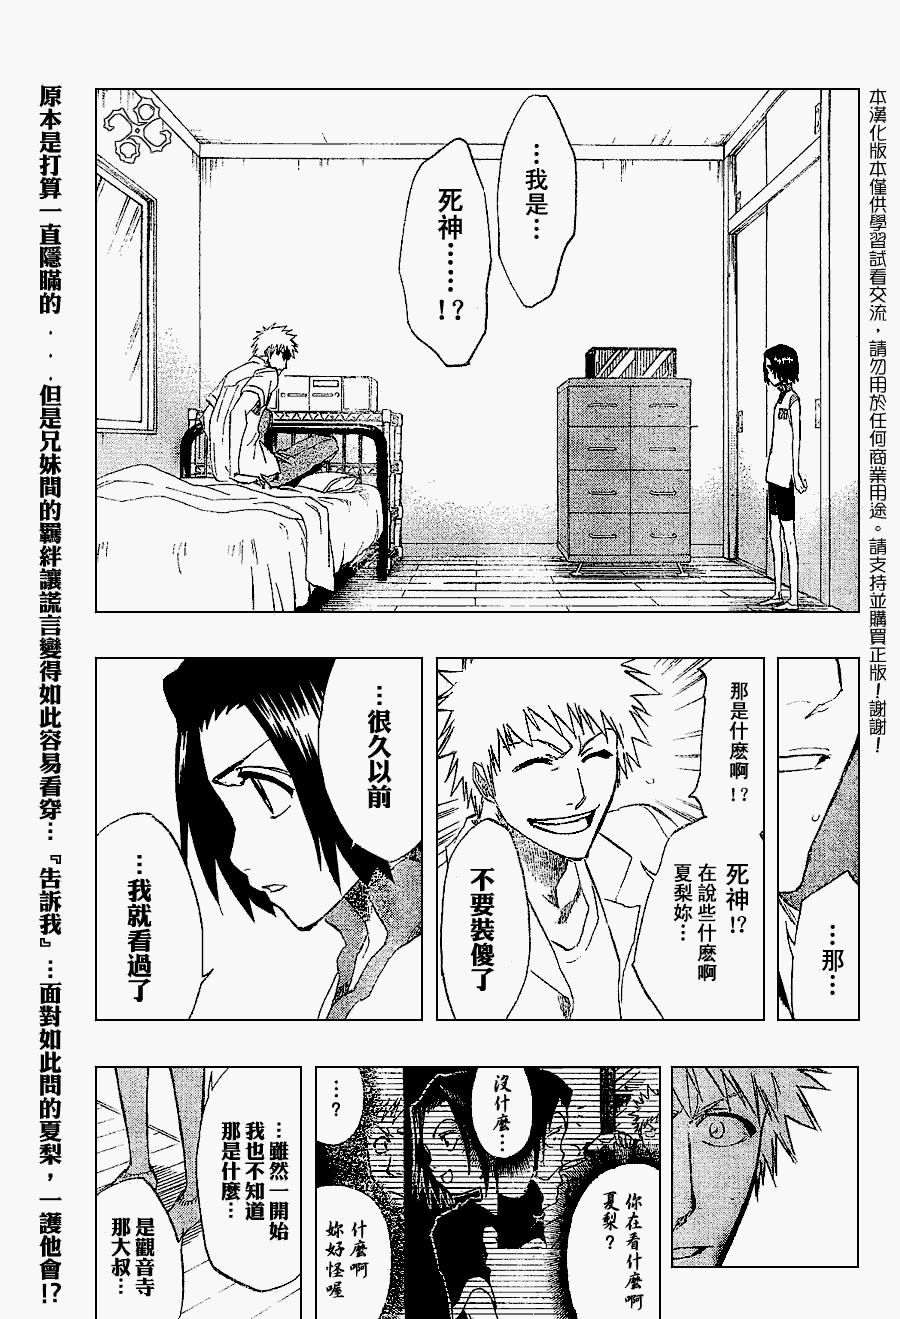 本漢化版本僅供學習試看交流，請勿用於任何商業用途。請支持並購買正版！謝謝！
…我是…
死神……
！？
…那…
那是什麽啊！？
死神！？
在說些什麽啊
夏梨妳…
不要裝傻了
…很久以前
…我就看過了
你在看什麼啊
夏梨？
沒什麼…
…？
什麼啊
妳好怪喔
…雖然一開始
我也不知道
那是什麼…
是觀音寺
那大叔…
原本是打算一直隱瞞的．．．但是兄妹間的羈絆讓謊言變得如此容易看穿…『告訴我』…面對如此問的夏梨，一護他會！？